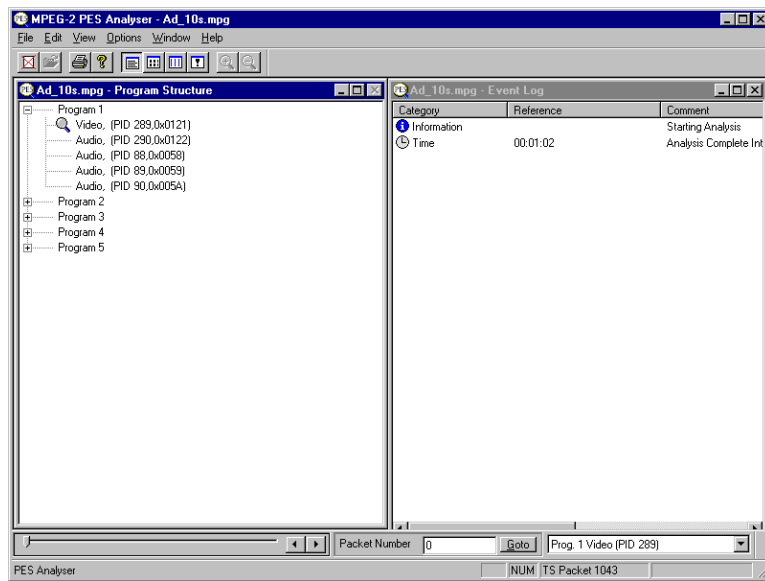 MPEG-2 PES Analyser - Ad_10s.mpg
File Edit View Options Window Help
Ad_10s.mpg - Program Structure
Program 1
Video, (PID 289,0x0121)
Audio, (PID 290,0x0122)
Audio, (PID 88,0x0058)
Audio, (PID 89,0x0059)
Audio, (PID 90,0x005A)
Program 2
Program 3
Program 4
Program 5
Ad_10s.mpg - Event Log
Category Reference Comment
Information Starting Analysis
Time 00:01:02 Analysis Complete Int
Packet Number 0 Goto Prog. 1 Video (PID 289)
PES Analyser NUM TS Packet 1043